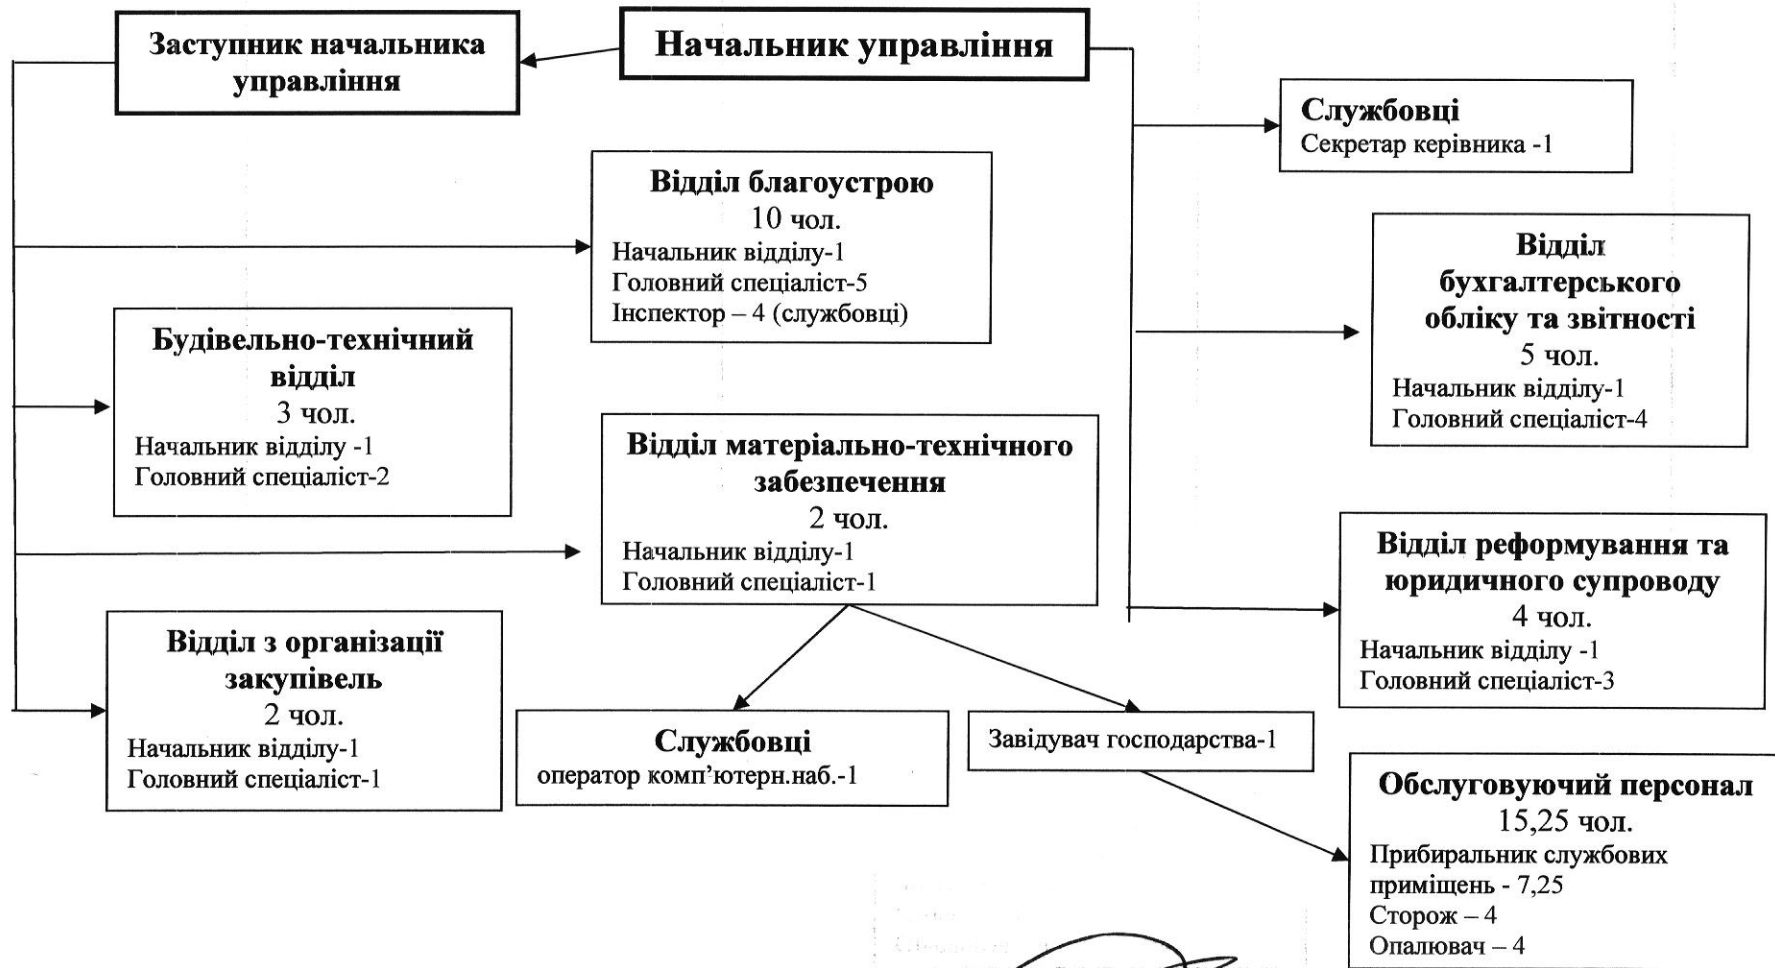 Заступник начальника
управління
Начальник управління
Службовці
Секретар керівника -1
Відділ благоустрою
10 чол.
Начальник відділу-1
Головний спеціаліст-5
Інспектор – 4 (службовці)
Відділ
бухгалтерського
обліку та звітності
5 чол.
Начальник відділу-1
Головний спеціаліст-4
Будівельно-технічний
відділ
3 чол.
Начальник відділу -1
Головний спеціаліст-2
Відділ матеріально-технічного
забезпечення
2 чол.
Начальник відділу-1
Головний спеціаліст-1
Відділ реформування та
юридичного супроводу
4 чол.
Начальник відділу -1
Головний спеціаліст-3
Відділ з організації
закупівель
2 чол.
Начальник відділу-1
Головний спеціаліст-1
Службовці
оператор комп’ютерн.наб.-1
Завідувач господарства-1
Обслуговуючий персонал
15,25 чол.
Прибиральник службових
приміщень - 7,25
Сторож – 4
Опалювач – 4